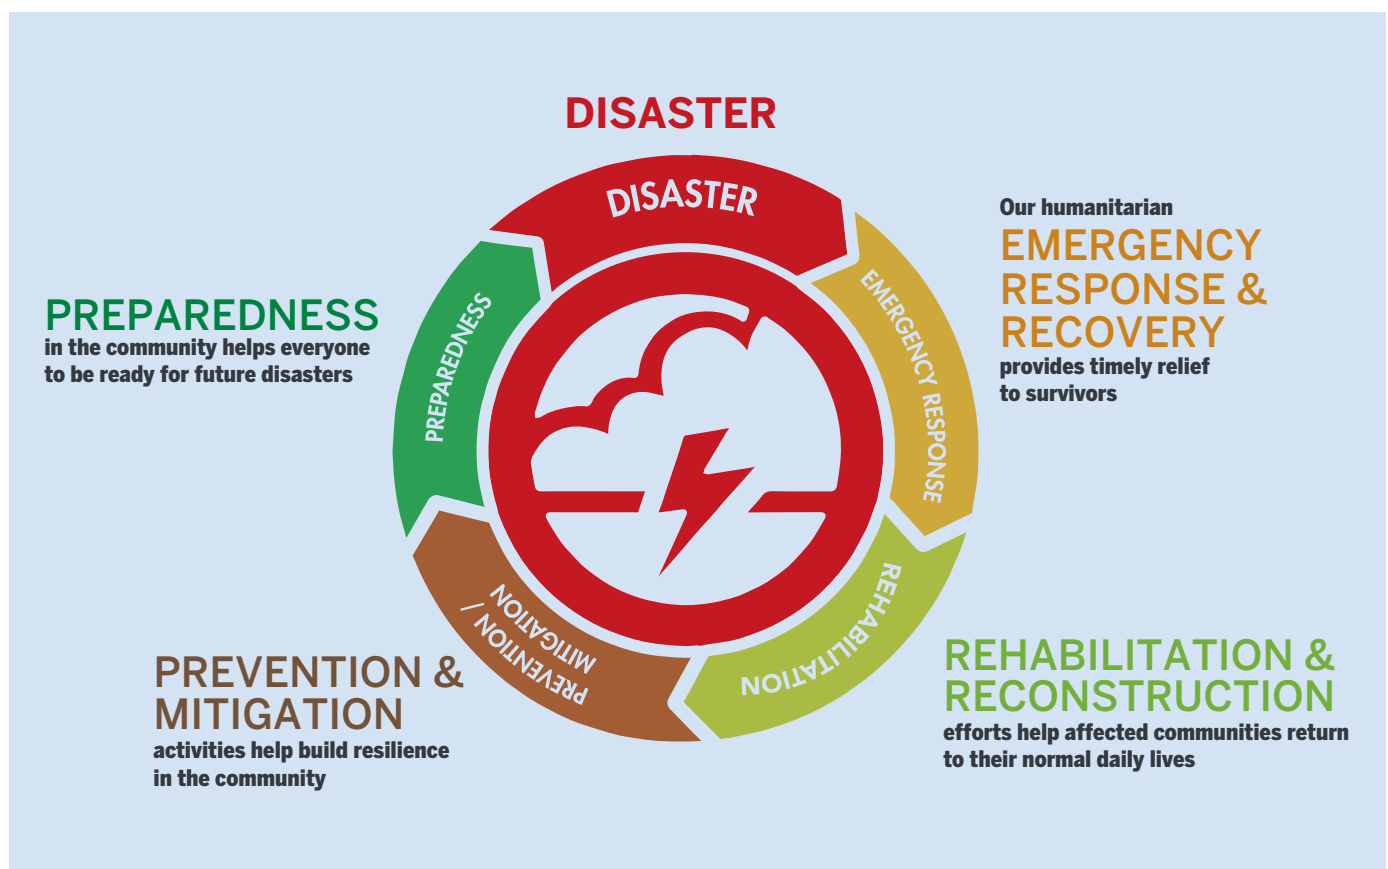 DISASTER
DISASTER
Our humanitarian
EMERGENCY
RESPONSE &
RECOVERY
provides timely relief
to survivors
EMERGENCY RESPONSE
REHABILITATION &
RECONSTRUCTION
efforts help affected communities return
to their normal daily lives
REHABILITATION
PREVENTION /
MITIGATION
PREVENTION &
MITIGATION
activities help build resilience
in the community
PREPAREDNESS
PREPAREDNESS
in the community helps everyone
to be ready for future disasters